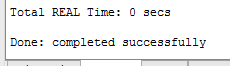 Total REAL Time: 0 secs
Done: completed successfully